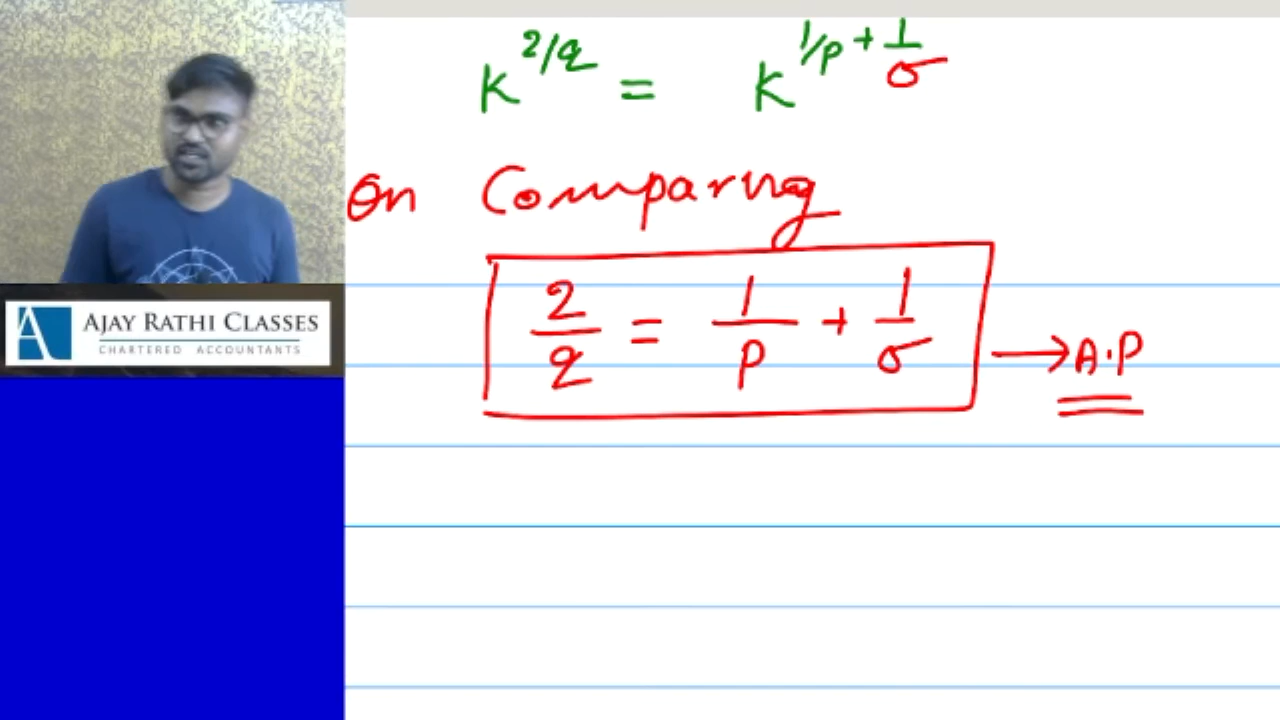 K^{2/q} = K^{1/p + 1/σ}
On Comparing
2/q = 1/p + 1/σ → A.P
AJAY RATHI CLASSES
CHARTERED ACCOUNTANTS